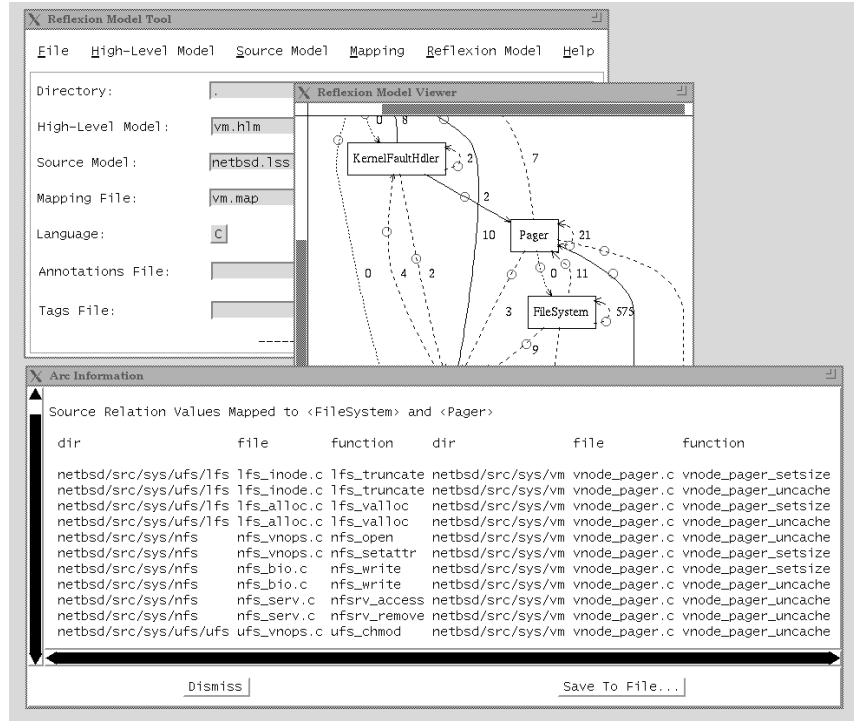 X Reflexion Model Tool
File High-Level Model Source Model Mapping Reflexion Model Help
Directory: .
High-Level Model: vm.hlm
Source Model: netbsd.lss
Mapping File: vm.map
Language: C
Annotations File:
Tags File:
X Reflexion Model Viewer
0 8
KernelFaultHdler 2 7
2
10 Pager 21
0 4 2 0 11
3 FileSystem 575
9
X Arc Information
Source Relation Values Mapped to <FileSystem> and <Pager>
dir file function dir file function
netbsd/src/sys/ufs/lfs lfs_inode.c lfs_truncate netbsd/src/sys/vm vnode_pager.c vnode_pager_setsize
netbsd/src/sys/ufs/lfs lfs_inode.c lfs_truncate netbsd/src/sys/vm vnode_pager.c vnode_pager_uncache
netbsd/src/sys/ufs/lfs lfs_alloc.c lfs_valloc netbsd/src/sys/vm vnode_pager.c vnode_pager_setsize
netbsd/src/sys/ufs/lfs lfs_alloc.c lfs_valloc netbsd/src/sys/vm vnode_pager.c vnode_pager_uncache
netbsd/src/sys/nfs nfs_vnops.c nfs_open netbsd/src/sys/vm vnode_pager.c vnode_pager_uncache
netbsd/src/sys/nfs nfs_vnops.c nfs_setattr netbsd/src/sys/vm vnode_pager.c vnode_pager_setsize
netbsd/src/sys/nfs nfs_bio.c nfs_write netbsd/src/sys/vm vnode_pager.c vnode_pager_setsize
netbsd/src/sys/nfs nfs_bio.c nfs_write netbsd/src/sys/vm vnode_pager.c vnode_pager_uncache
netbsd/src/sys/nfs nfs_serv.c nfsrv_access netbsd/src/sys/vm vnode_pager.c vnode_pager_uncache
netbsd/src/sys/nfs nfs_serv.c nfsrv_remove netbsd/src/sys/vm vnode_pager.c vnode_pager_uncache
netbsd/src/sys/ufs/ufs ufs_vnops.c ufs_chmod netbsd/src/sys/vm vnode_pager.c vnode_pager_uncache
Dismiss Save To File...